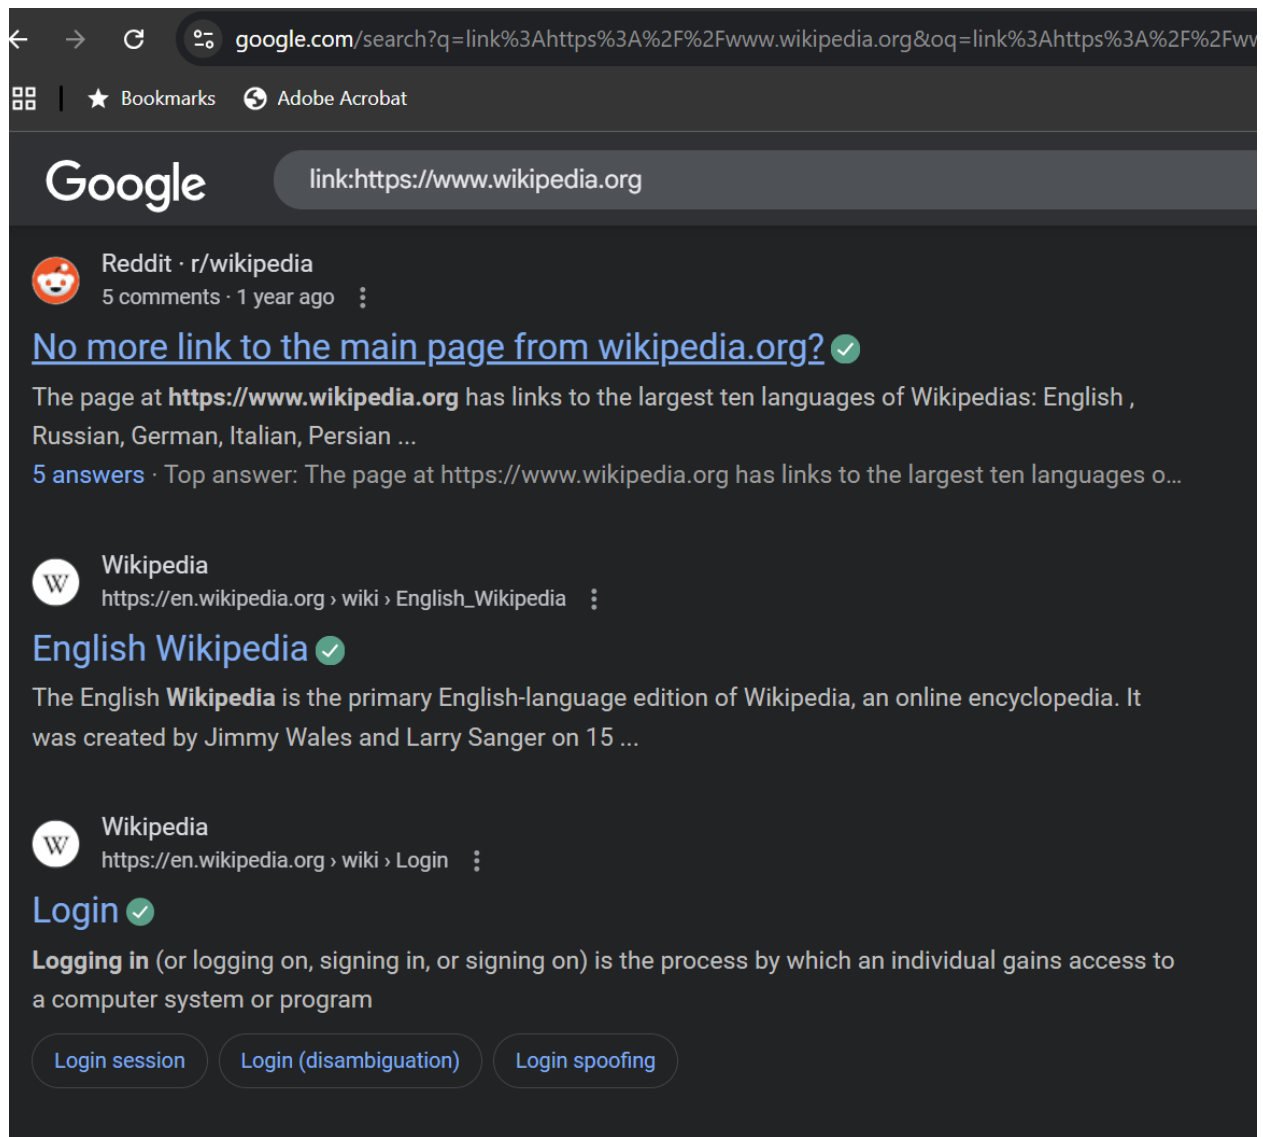 google.com/search?q=link%3Ahttps%3A%2F%2Fwww.wikipedia.org&oq=link%3Ahttps%3A%2F%2Fw
Bookmarks Adobe Acrobat
Google link:https://www.wikipedia.org
Reddit · r/wikipedia
5 comments · 1 year ago
No more link to the main page from wikipedia.org?
The page at https://www.wikipedia.org has links to the largest ten languages of Wikipedias: English ,
Russian, German, Italian, Persian ...
5 answers · Top answer: The page at https://www.wikipedia.org has links to the largest ten languages o...
W Wikipedia
https://en.wikipedia.org › wiki › English_Wikipedia
English Wikipedia
The English Wikipedia is the primary English-language edition of Wikipedia, an online encyclopedia. It
was created by Jimmy Wales and Larry Sanger on 15 ...
W Wikipedia
https://en.wikipedia.org › wiki › Login
Login
Logging in (or logging on, signing in, or signing on) is the process by which an individual gains access to
a computer system or program
Login session Login (disambiguation) Login spoofing